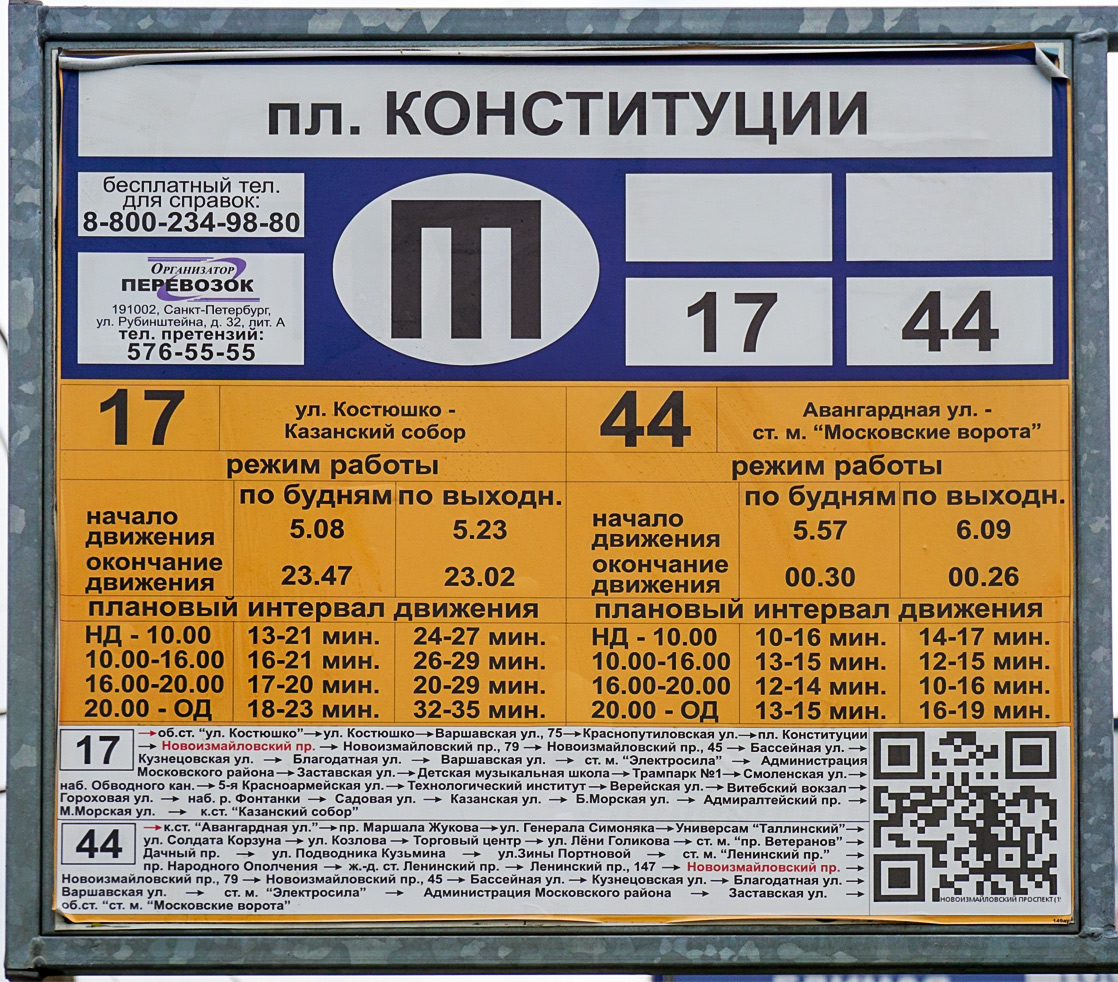 пл. КОНСТИТУЦИИ
бесплатный тел.
для справок:
8-800-234-98-80
ОРГАНИЗАТОР
ПЕРЕВОЗОК
191002, Санкт-Петербург,
ул. Рубинштейна, д. 32, лит. А
тел. претензий:
576-55-55
Ш
17
44
17
ул. Костюшко -
Казанский собор
режим работы
по будням по выходн.
начало движения 5.08 5.23
окончание движения 23.47 23.02
плановый интервал движения
НД - 10.00 13-21 мин. 24-27 мин.
10.00-16.00 16-21 мин. 26-29 мин.
16.00-20.00 17-20 мин. 20-29 мин.
20.00 - ОД 18-23 мин. 32-35 мин.
44
Авангардная ул. -
ст. м. “Московские ворота”
режим работы
по будням по выходн.
начало движения 5.57 6.09
окончание движения 00.30 00.26
плановый интервал движения
НД - 10.00 10-16 мин. 14-17 мин.
10.00-16.00 13-15 мин. 12-15 мин.
16.00-20.00 12-14 мин. 10-16 мин.
20.00 - ОД 13-15 мин. 16-19 мин.
17
→об.ст. “ул. Костюшко”→ул. Костюшко→Варшавская ул., 75→Краснопутиловская ул.→пл. Конституции
→ Новоизмайловский пр. → Новоизмайловский пр., 79 → Новоизмайловский пр., 45 → Бассейная ул. →
Кузнецовская ул. → Благодатная ул. → Варшавская ул. → ст. м. “Электросила” → Администрация
Московского района→Заставская ул.→Детская музыкальная школа→Трампарк №1→Смоленская ул.→
наб. Обводного кан.→5-я Красноармейская ул.→Технологический институт→Верейская ул.→Витебский вокзал→
Гороховая ул. → наб. р. Фонтанки → Садовая ул. → Казанская ул. → Б.Морская ул. → Адмиралтейский пр. →
М.Морская ул. → к.ст. “Казанский собор”
44
→к.ст. “Авангардная ул.”→пр. Маршала Жукова→ул. Генерала Симоняка→Универсам “Таллинский”→
ул. Солдата Корзуна → ул. Козлова → Торговый центр → ул. Лёни Голикова → ст. м. “пр. Ветеранов” →
Дачный пр. → ул. Подводника Кузьмина → ул.Зины Портновой → ст. м. “Ленинский пр.” →
пр. Народного Ополчения → ж.-д. ст. Ленинский пр. → Ленинский пр., 147 → Новоизмайловский пр. →
Новоизмайловский пр., 79 → Новоизмайловский пр., 45 → Бассейная ул. → Кузнецовская ул. → Благодатная ул. →
Варшавская ул. → ст. м. “Электросила” → Администрация Московского района → Заставская ул. →
об.ст. “ст. м. “Московские ворота”
НОВОИЗМАЙЛОВСКИЙ ПРОСПЕКТ